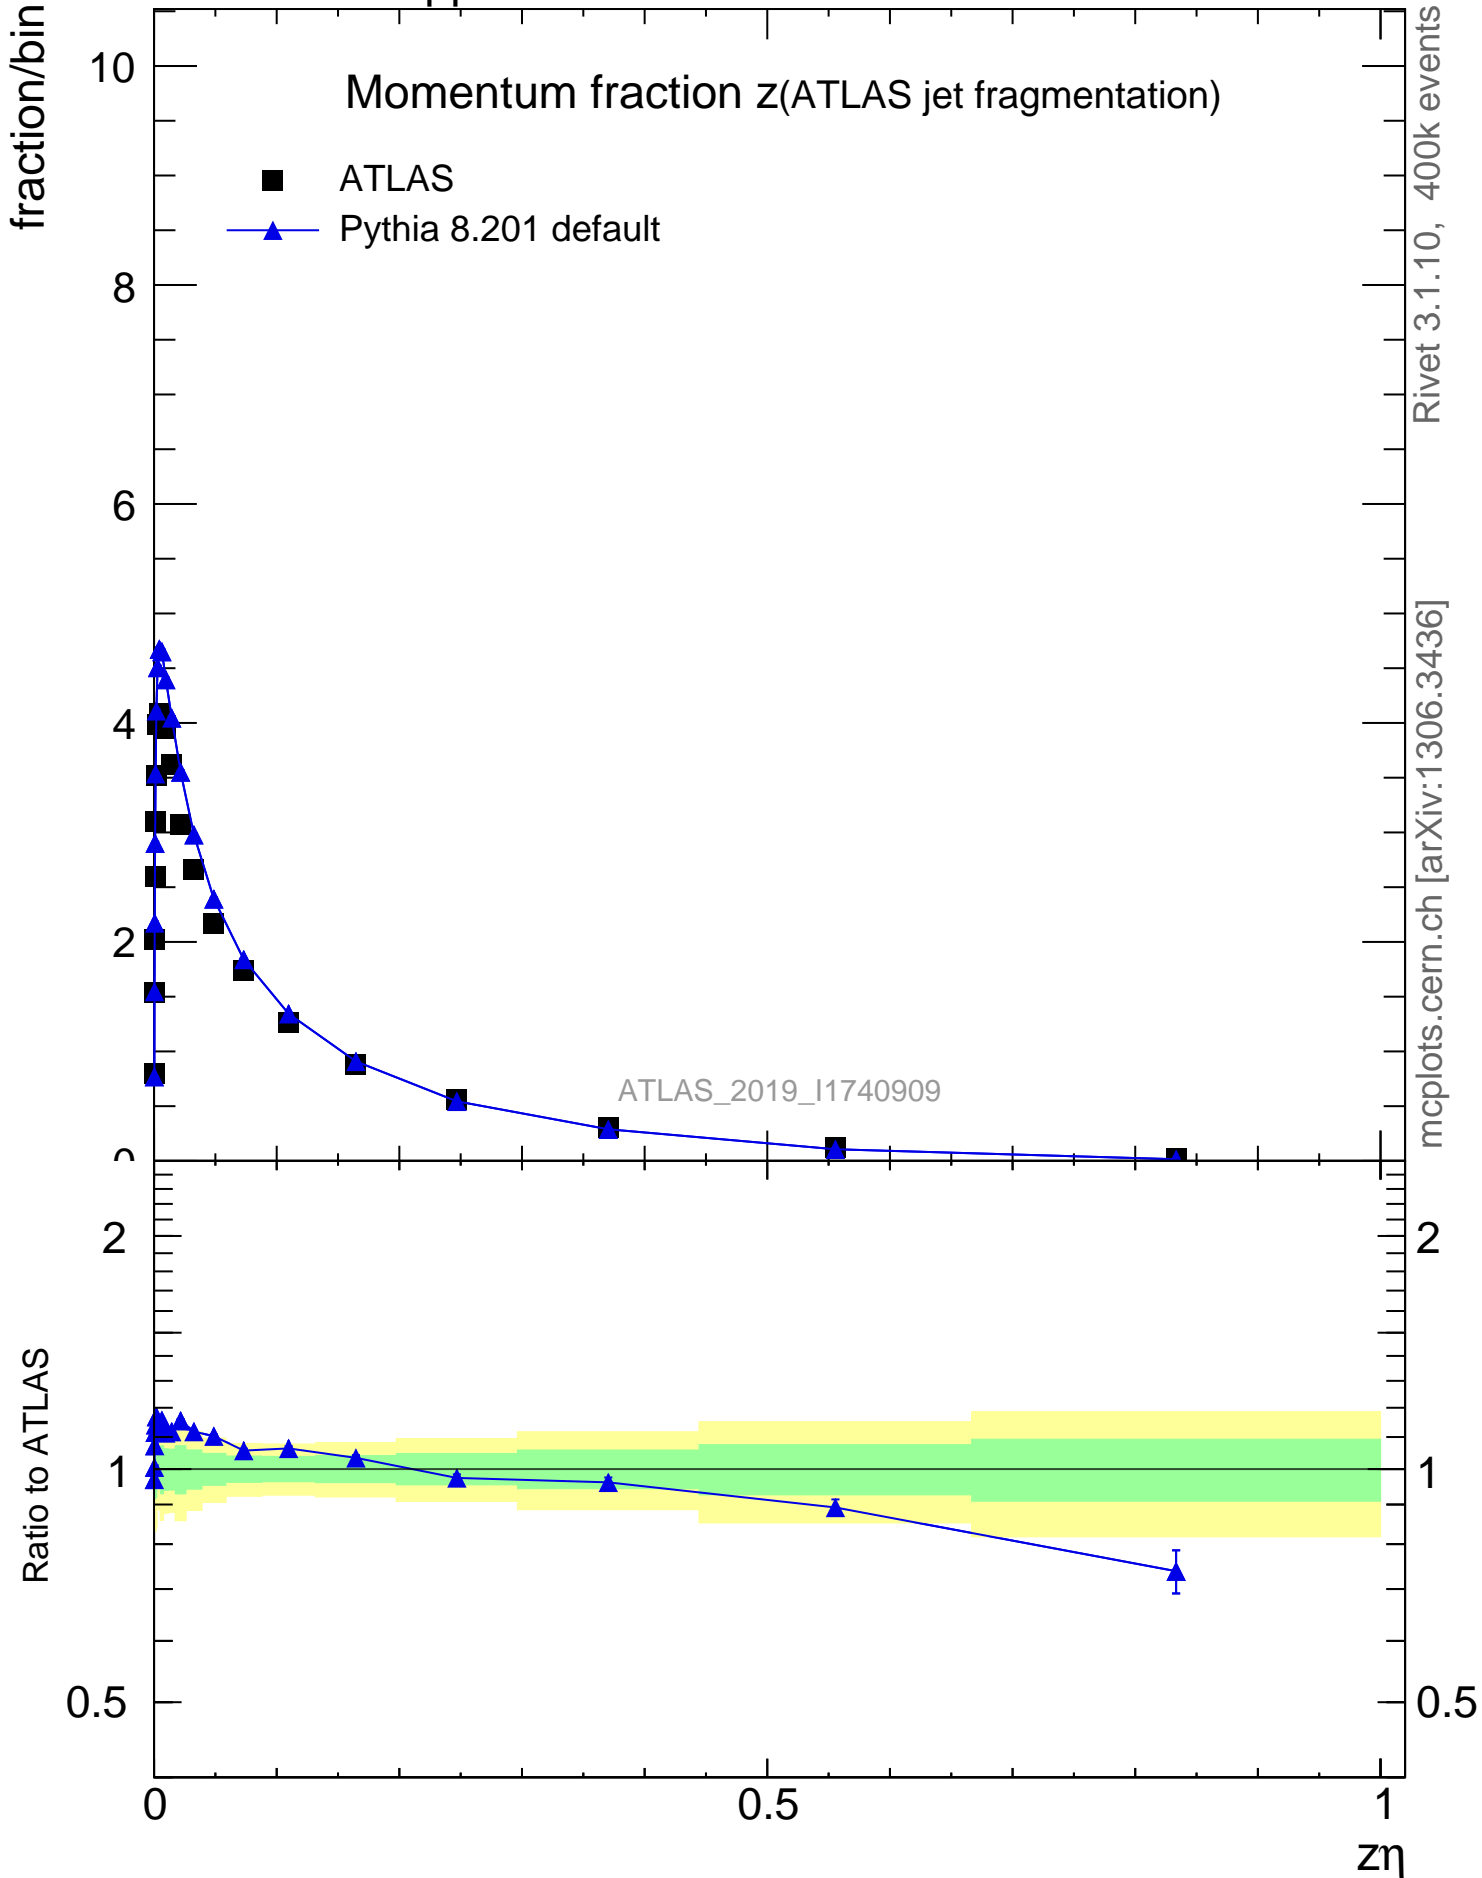 fraction/bin
Momentum fraction z(ATLAS jet fragmentation)
ATLAS
Pythia 8.201 default
10
8
6
4
2
0
ATLAS_2019_I1740909
Rivet 3.1.10, 400k events
mcplots.cern.ch [arXiv:1306.3436]
Ratio to ATLAS
2
1
0.5
2
1
0.5
0
0.5
1
zη